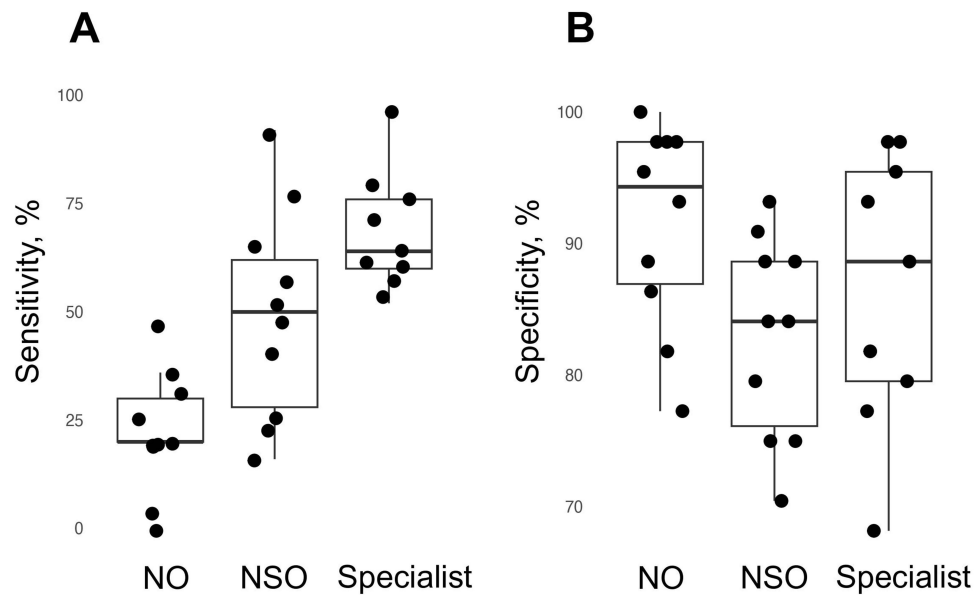 A
Sensitivity, %
100
75
50
25
0
NO NSO Specialist
B
Specificity, %
100
90
80
70
NO NSO Specialist